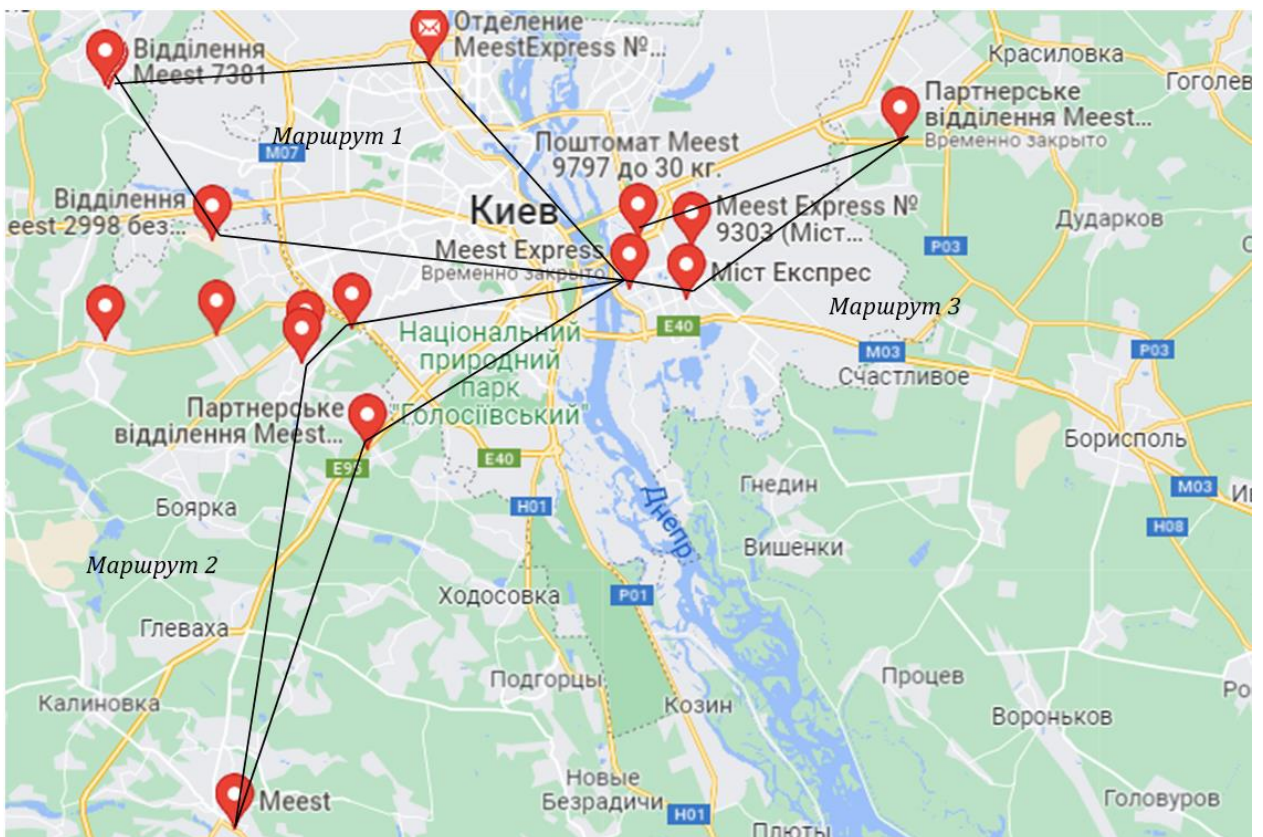 Отделение
MeestExpress №...
Відділення
Meest 7381
Красиловка
Гоголев
Партнерське
відділення Meest...
Временно закрыто
Маршрут 1
M07
Поштомат Meest
9797 до 30 кг.
Відділення
eest 2998 без...
Киев
Meest Express №
9303 (Міст...
Дударков
P03
Meest Express
Временно закрыто
Міст Експрес
Маршрут 3
E40
M03
P03
Счастливое
Національний
природний
парк
"Голосіївський"
Партнерське
відділення Meest...
E95
E40
Борисполь
M03
H01
Гнедин
Боярка
H08
Днепр
Вишенки
Маршрут 2
Ходосовка
P01
Глеваха
Подгорцы
Процев
Калиновка
Козин
Вороньков
Meest
Новые
Безрадичи
H01
Головуров
Плюты